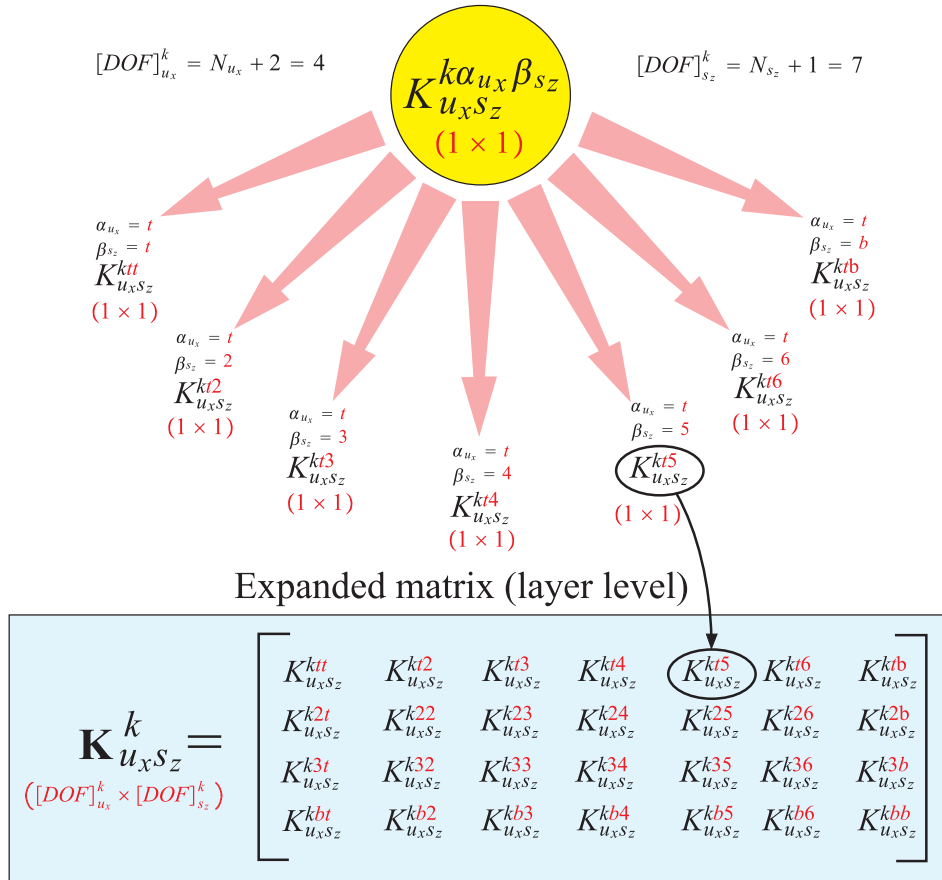 [DOF]^k_{u_x} = N_{u_x} + 2 = 4
[DOF]^k_{s_z} = N_{s_z} + 1 = 7
K^{kα_{u_x}β_{s_z}}_{u_x s_z}
(1 × 1)
α_{u_x} = t
β_{s_z} = t
K^{ktt}_{u_x s_z}
(1 × 1)
α_{u_x} = t
β_{s_z} = 2
K^{kt2}_{u_x s_z}
(1 × 1)
α_{u_x} = t
β_{s_z} = 3
K^{kt3}_{u_x s_z}
(1 × 1)
α_{u_x} = t
β_{s_z} = 4
K^{kt4}_{u_x s_z}
(1 × 1)
α_{u_x} = t
β_{s_z} = 5
K^{kt5}_{u_x s_z}
(1 × 1)
α_{u_x} = t
β_{s_z} = 6
K^{kt6}_{u_x s_z}
(1 × 1)
α_{u_x} = t
β_{s_z} = b
K^{ktb}_{u_x s_z}
(1 × 1)
Expanded matrix (layer level)
K^k_{u_x s_z} =
([DOF]^k_{u_x} × [DOF]^k_{s_z})
K^{ktt}_{u_x s_z} K^{kt2}_{u_x s_z} K^{kt3}_{u_x s_z} K^{kt4}_{u_x s_z} K^{kt5}_{u_x s_z} K^{kt6}_{u_x s_z} K^{ktb}_{u_x s_z}
K^{k2t}_{u_x s_z} K^{k22}_{u_x s_z} K^{k23}_{u_x s_z} K^{k24}_{u_x s_z} K^{k25}_{u_x s_z} K^{k26}_{u_x s_z} K^{k2b}_{u_x s_z}
K^{k3t}_{u_x s_z} K^{k32}_{u_x s_z} K^{k33}_{u_x s_z} K^{k34}_{u_x s_z} K^{k35}_{u_x s_z} K^{k36}_{u_x s_z} K^{k3b}_{u_x s_z}
K^{kbt}_{u_x s_z} K^{kb2}_{u_x s_z} K^{kb3}_{u_x s_z} K^{kb4}_{u_x s_z} K^{kb5}_{u_x s_z} K^{kb6}_{u_x s_z} K^{kbb}_{u_x s_z}